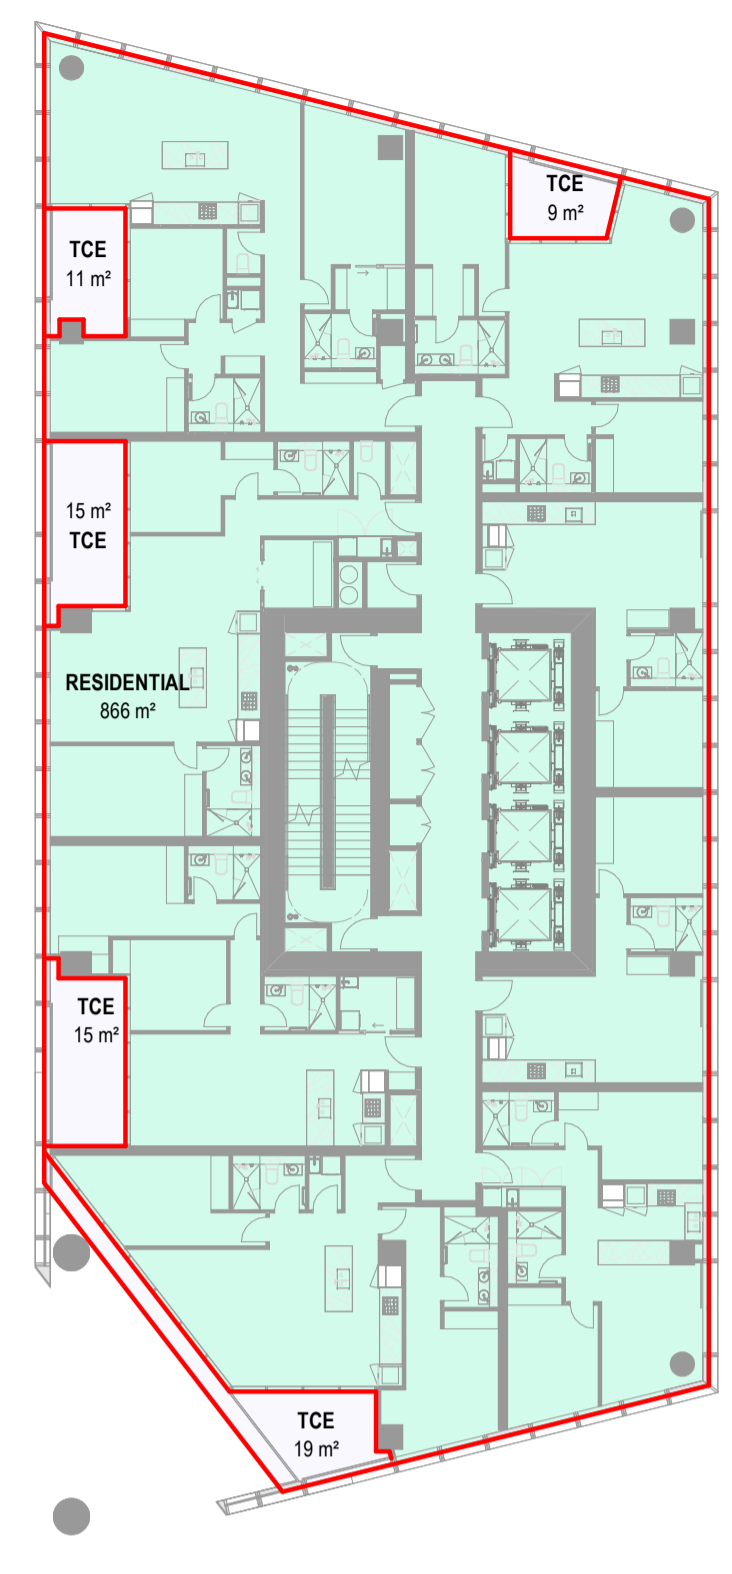 TCE
9 m²
TCE
11 m²
15 m²
TCE
RESIDENTIAL
866 m²
TCE
15 m²
TCE
19 m²